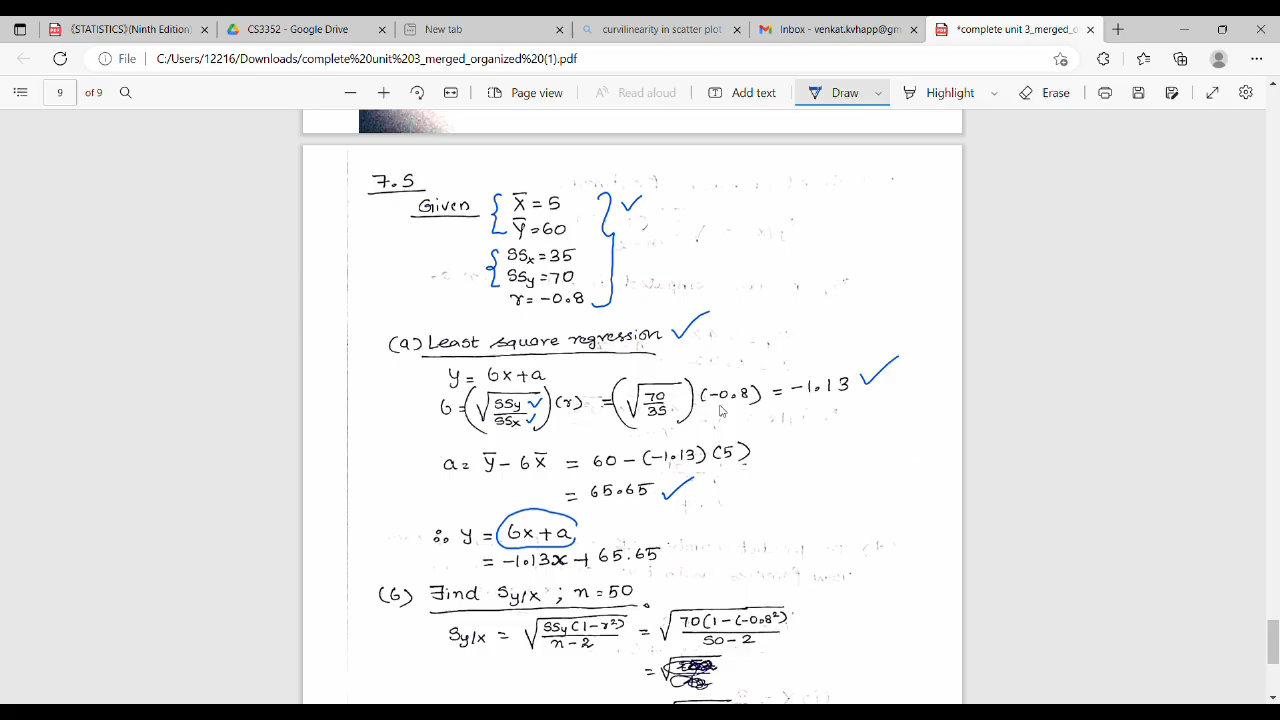 《STATISTICS》(Ninth Edition)
CS3352 - Google Drive
New tab
curvilinearity in scatter plot
Inbox - venkat.kvhapp@gm
*complete unit 3_merged_o
File
C:/Users/12216/Downloads/complete%20unit%203_merged_organized%20(1).pdf
9 of 9
Page view
Read aloud
Add text
Draw
Highlight
Erase
7.5
Given
X̅ = 5
Y̅ = 60
SSx = 35
SSy = 70
r = -0.8
(a) Least square regression
y = bx + a
b = (√SSy/SSx)(r) = (√70/35)(-0.8) = -1.13
a = y̅ - bx̅ = 60 - (-1.13)(5)
= 65.65
∴ y = bx + a
= -1.13x + 65.65
(b) Find Sy/x ; n = 50
Sy/x = √SSy(1-r²)/n-2 = √70(1-(-0.8²)/50-2
= √